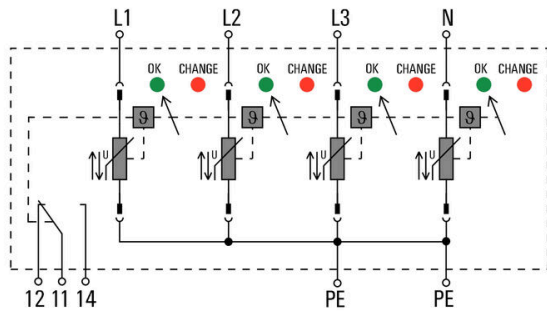 L1 L2 L3 N
OK CHANGE OK CHANGE OK CHANGE OK CHANGE
ϑ ϑ ϑ ϑ
U U U U
12 11 14 PE PE